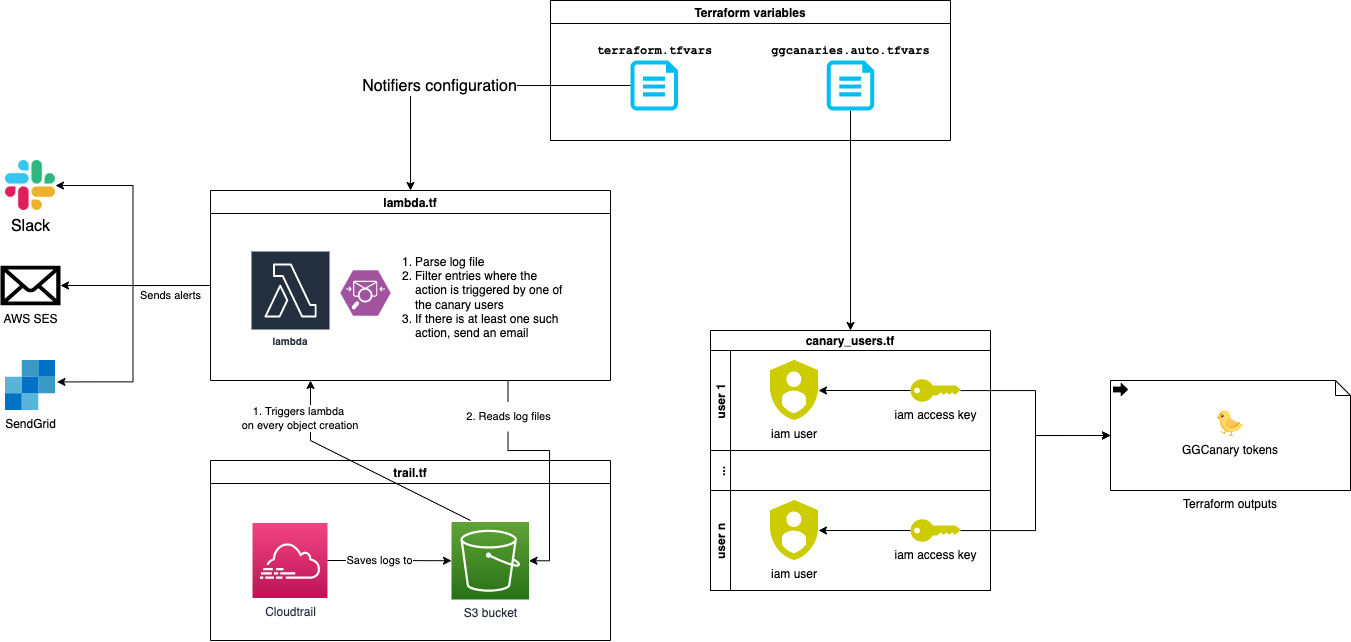 Terraform variables
terraform.tfvars
ggcanaries.auto.tfvars
Notifiers configuration
Slack
AWS SES
SendGrid
Sends alerts
lambda.tf
lambda
1. Parse log file
2. Filter entries where the
action is triggered by one of
the canary users
3. If there is at least one such
action, send an email
1. Triggers lambda
on every object creation
2. Reads log files
trail.tf
Cloudtrail
Saves logs to
S3 bucket
canary_users.tf
user 1
iam user
iam access key
...
user n
iam user
iam access key
GGCanary tokens
Terraform outputs